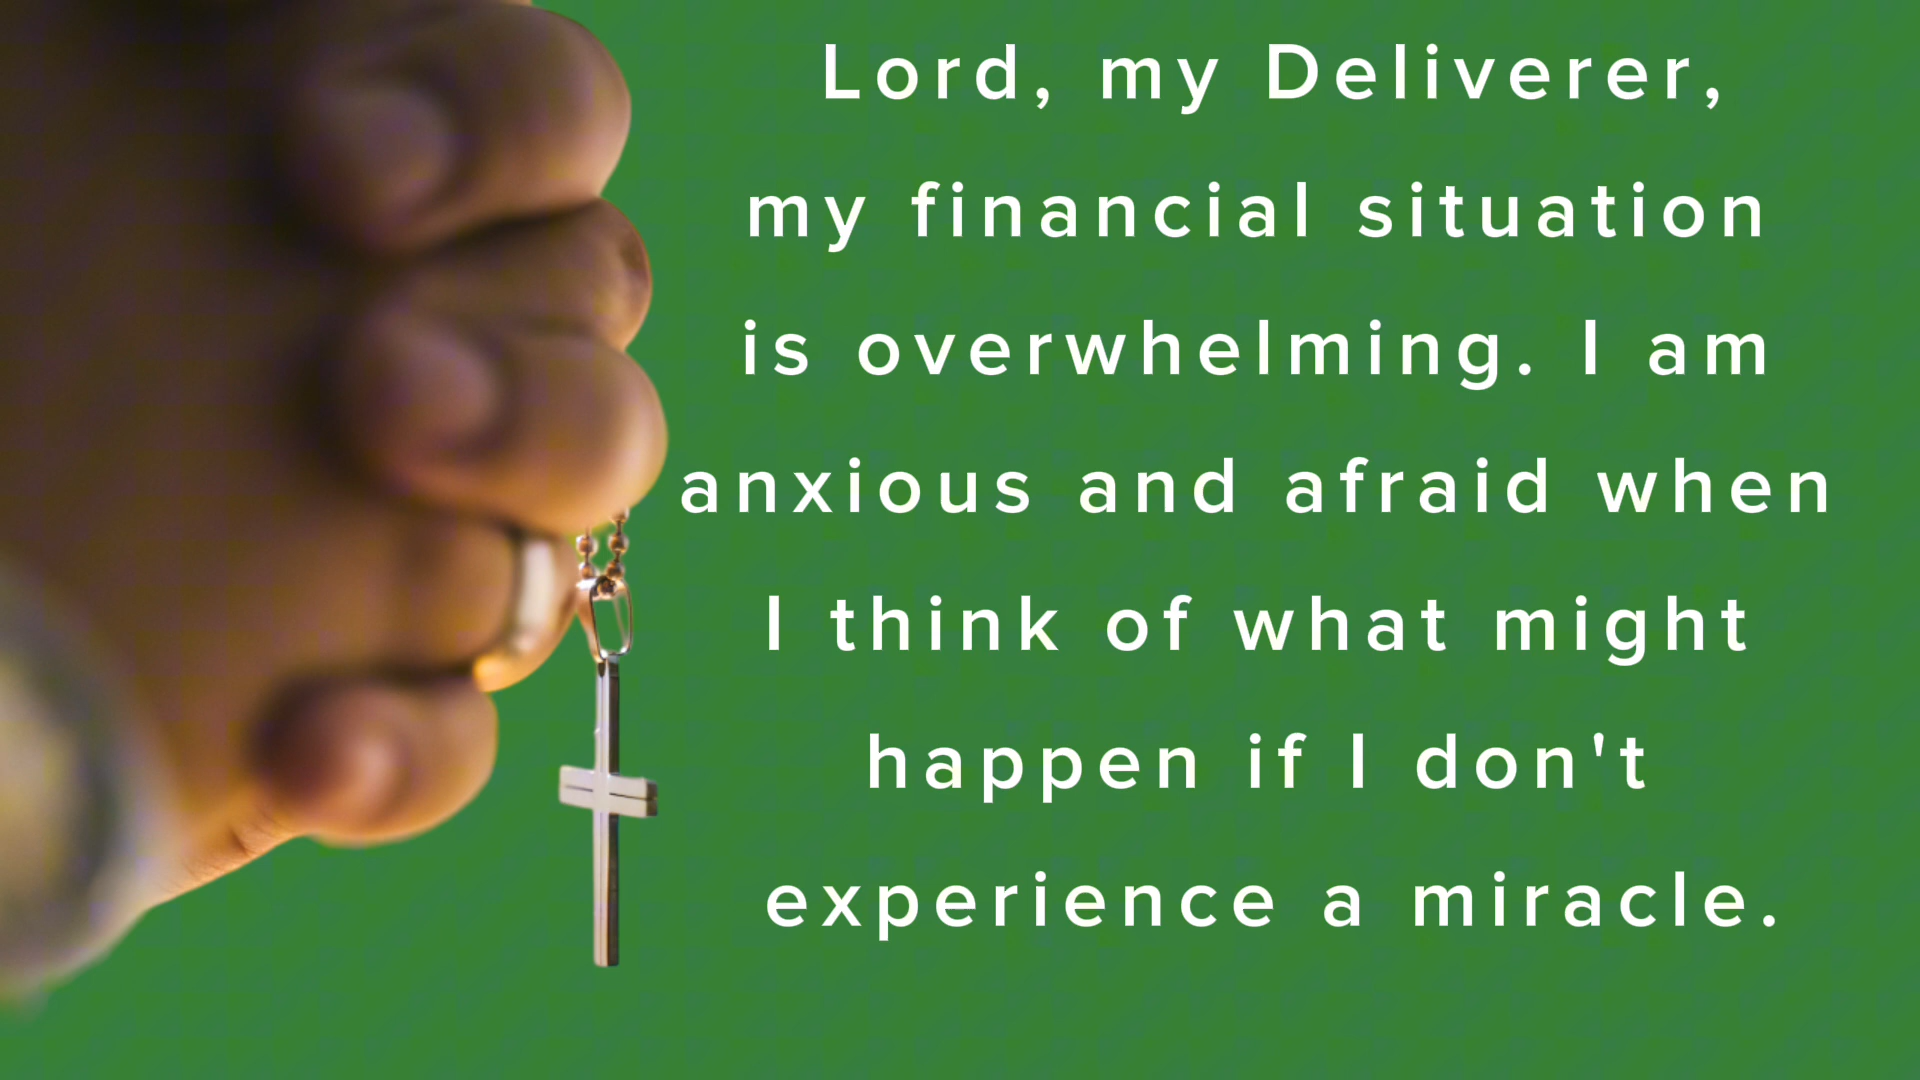 Lord, my Deliverer,
my financial situation
is overwhelming. I am
anxious and afraid when
I think of what might
happen if I don't
experience a miracle.